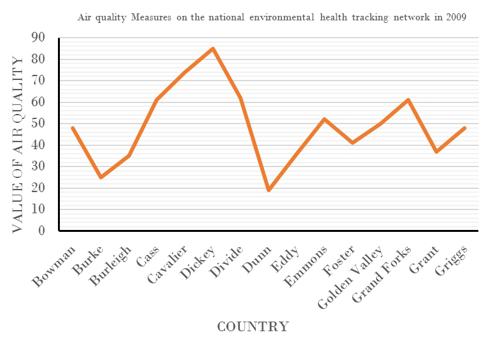 Air quality Measures on the national environmental health tracking network in 2009
VALUE OF AIR QUALITY
90
80
70
60
50
40
30
20
10
0
Bowman
Burke
Burleigh
Cass
Cavalier
Dickey
Divide
Dunn
Eddy
Emmons
Foster
Golden Valley
Grand Forks
Grant
Griggs
COUNTRY